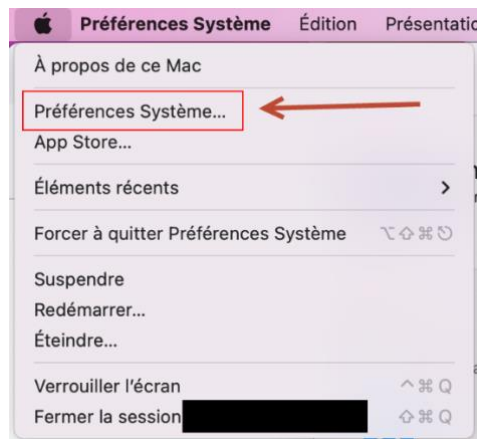 Préférences Système Édition
À propos de ce Mac
Préférences Système...
App Store...
Éléments récents
Forcer à quitter Préférences Système ⌥⇧⌘⎋
Suspendre
Redémarrer...
Éteindre...
Verrouiller l'écran ^⌘Q
Fermer la session ⇧⌘Q